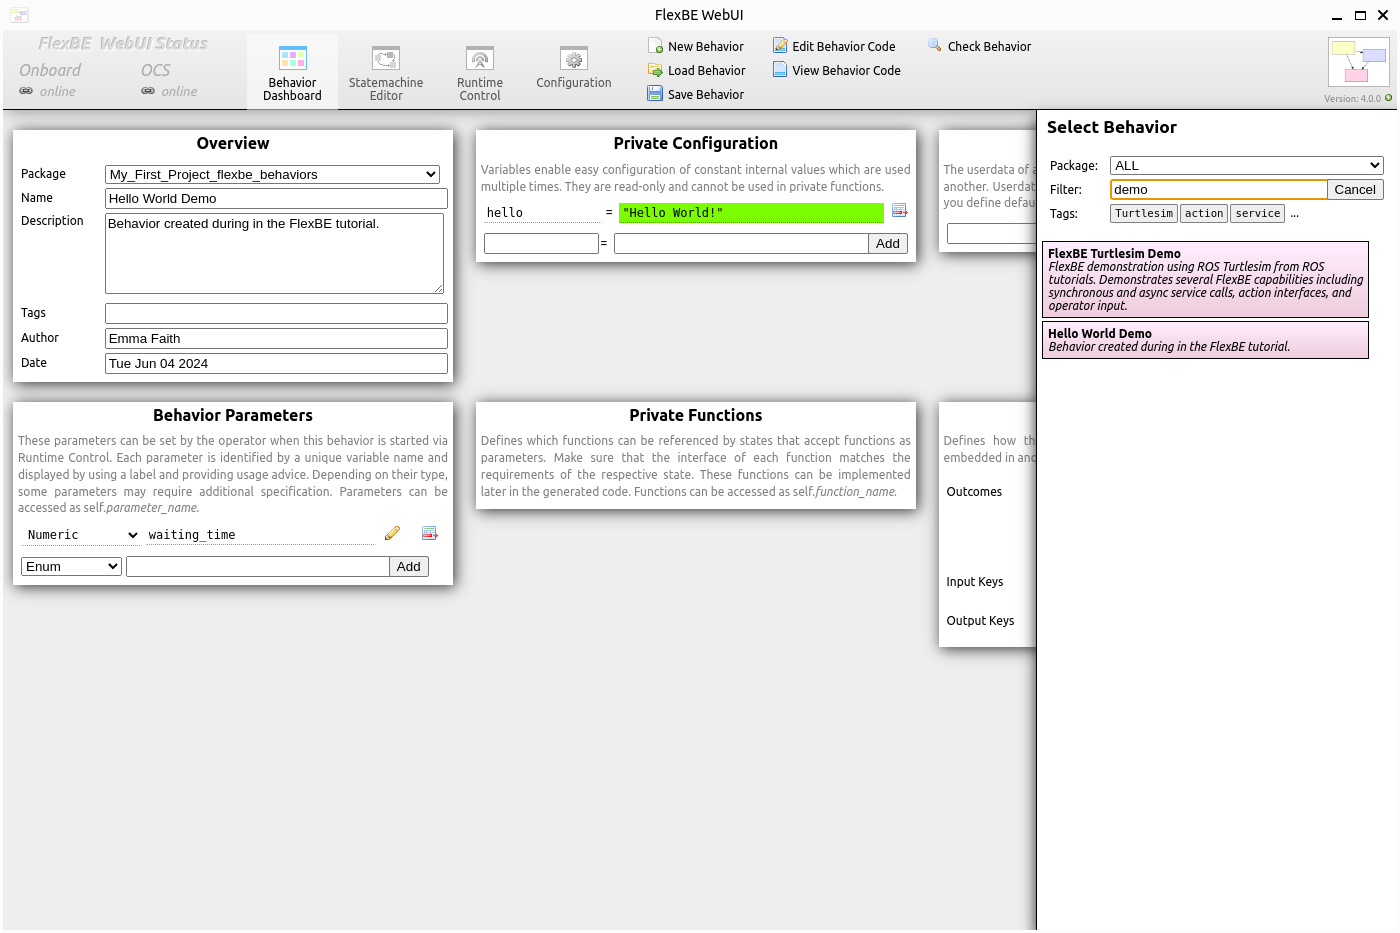 FlexBE WebUI
FlexBE WebUI Status
Onboard
OCS
online
online
Behavior
Dashboard
Statemachine
Editor
Runtime
Control
Configuration
New Behavior
Load Behavior
Save Behavior
Edit Behavior Code
View Behavior Code
Check Behavior
Version: 4.0.0
Overview
Package
My_First_Project_flexbe_behaviors
Name
Hello World Demo
Description
Behavior created during in the FlexBE tutorial.
Tags
Author
Emma Faith
Date
Tue Jun 04 2024
Private Configuration
Variables enable easy configuration of constant internal values which are used
multiple times. They are read-only and cannot be used in private functions.
hello = "Hello World!"
= Add
The userdata of a
another. Userdat
you define defau
Behavior Parameters
These parameters can be set by the operator when this behavior is started via
Runtime Control. Each parameter is identified by a unique variable name and
displayed by using a label and providing usage advice. Depending on their type,
some parameters may require additional specification. Parameters can be
accessed as self.parameter_name.
Numeric waiting_time
Enum Add
Private Functions
Defines which functions can be referenced by states that accept functions as
parameters. Make sure that the interface of each function matches the
requirements of the respective state. These functions can be implemented
later in the generated code. Functions can be accessed as self.function_name.
Defines how th
embedded in ano
Outcomes
Input Keys
Output Keys
Select Behavior
Package: ALL
Filter: demo Cancel
Tags: Turtlesim action service ...
FlexBE Turtlesim Demo
FlexBE demonstration using ROS Turtlesim from ROS
tutorials. Demonstrates several FlexBE capabilities including
synchronous and async service calls, action interfaces, and
operator input.
Hello World Demo
Behavior created during in the FlexBE tutorial.